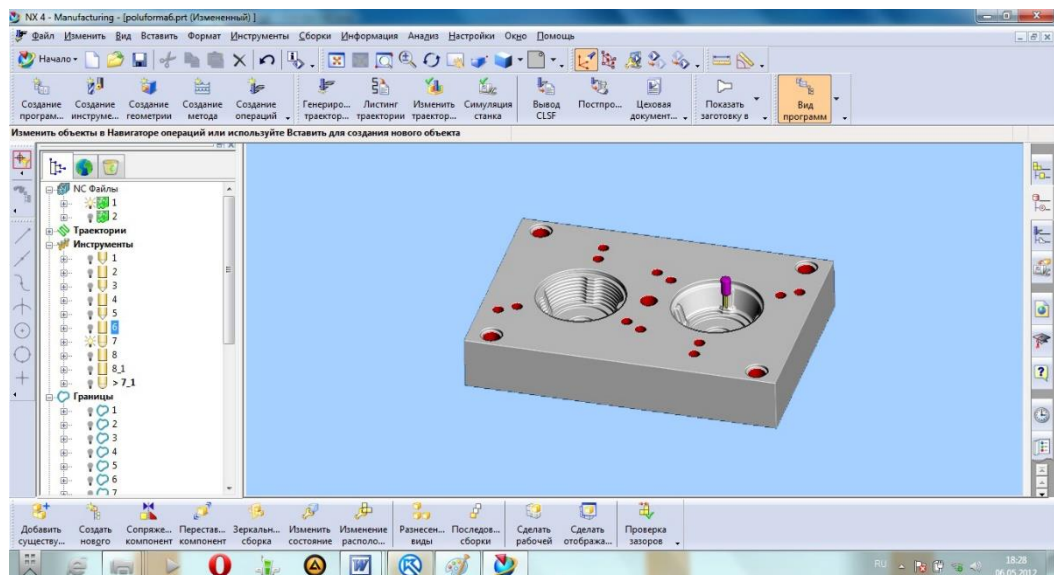 NX 4 - Manufacturing - [poluforma6.prt (Измененный) ]
Файл Изменить Вид Вставить Формат Инструменты Сборки Информация Анализ Настройки Окно Помощь
Начало
Создание Создание Создание Создание Создание Генериро... Листинг Изменить Симуляция Вывод Постпро... Цеховая Показать Вид
програм... инструме... геометрии метода операций траектор... траектории траектор... станка CLSF документ... заготовку в программ
Изменить объекты в Навигаторе операций или используйте Вставить для создания нового объекта
NC Файлы
1
2
Траектории
Инструменты
1
2
3
4
5
6
7
8
8_1
> 7_1
Границы
1
2
3
4
5
6
7
Добавить Создать Сопряже... Перестав... Зеркальн... Изменить Изменение Разнесен... Последов... Сделать Сделать Проверка
существу... нового компонент компонент сборка состояние располо... виды сборки рабочей отобража... зазоров
RU 18:28
06.05.2012